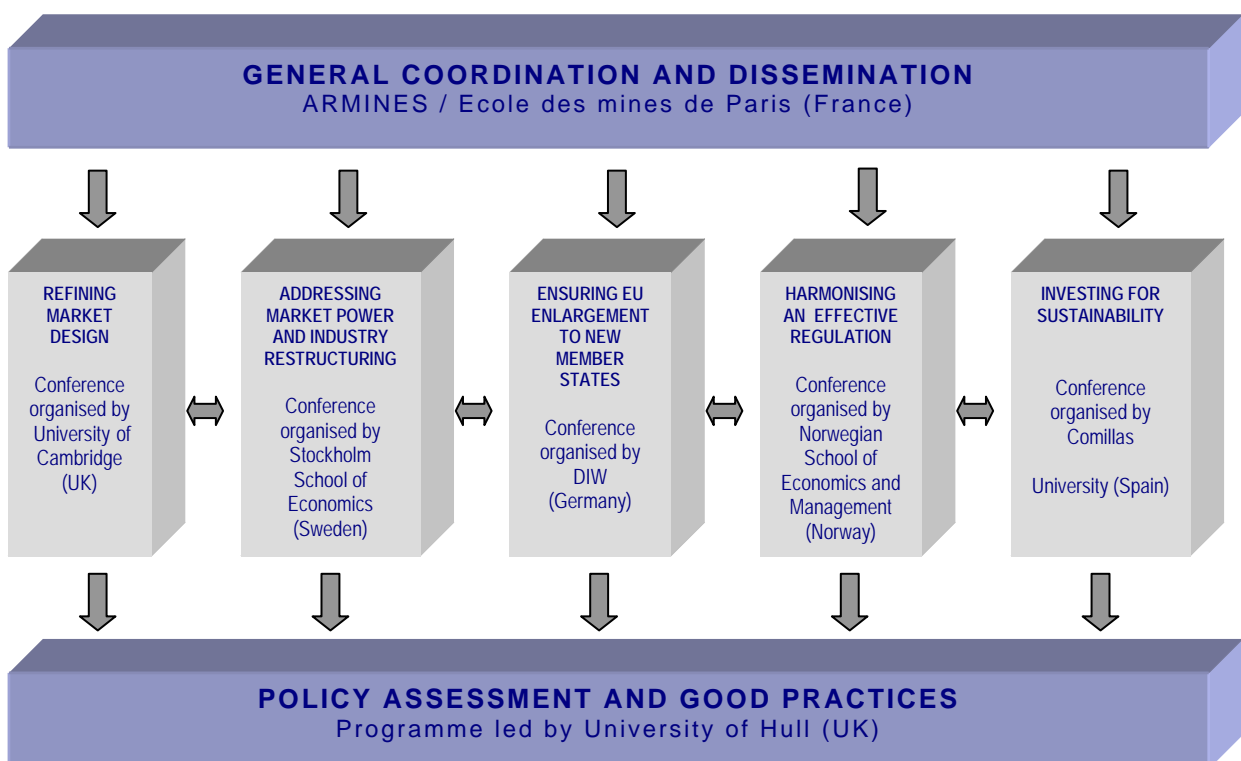 GENERAL COORDINATION AND DISSEMINATION
ARMINES / Ecole des mines de Paris (France)
REFINING
MARKET
DESIGN
Conference
organised by
University of
Cambridge
(UK)
ADDRESSING
MARKET POWER
AND INDUSTRY
RESTRUCTURING
Conference
organised by
Stockholm
School of
Economics
(Sweden)
ENSURING EU
ENLARGEMENT
TO NEW
MEMBER
STATES
Conference
organised by
DIW
(Germany)
HARMONISING
AN EFFECTIVE
REGULATION
Conference
organised by
Norwegian
School of
Economics and
Management
(Norway)
INVESTING FOR
SUSTAINABILITY
Conference
organised by
Comillas
University (Spain)
POLICY ASSESSMENT AND GOOD PRACTICES
Programme led by University of Hull (UK)